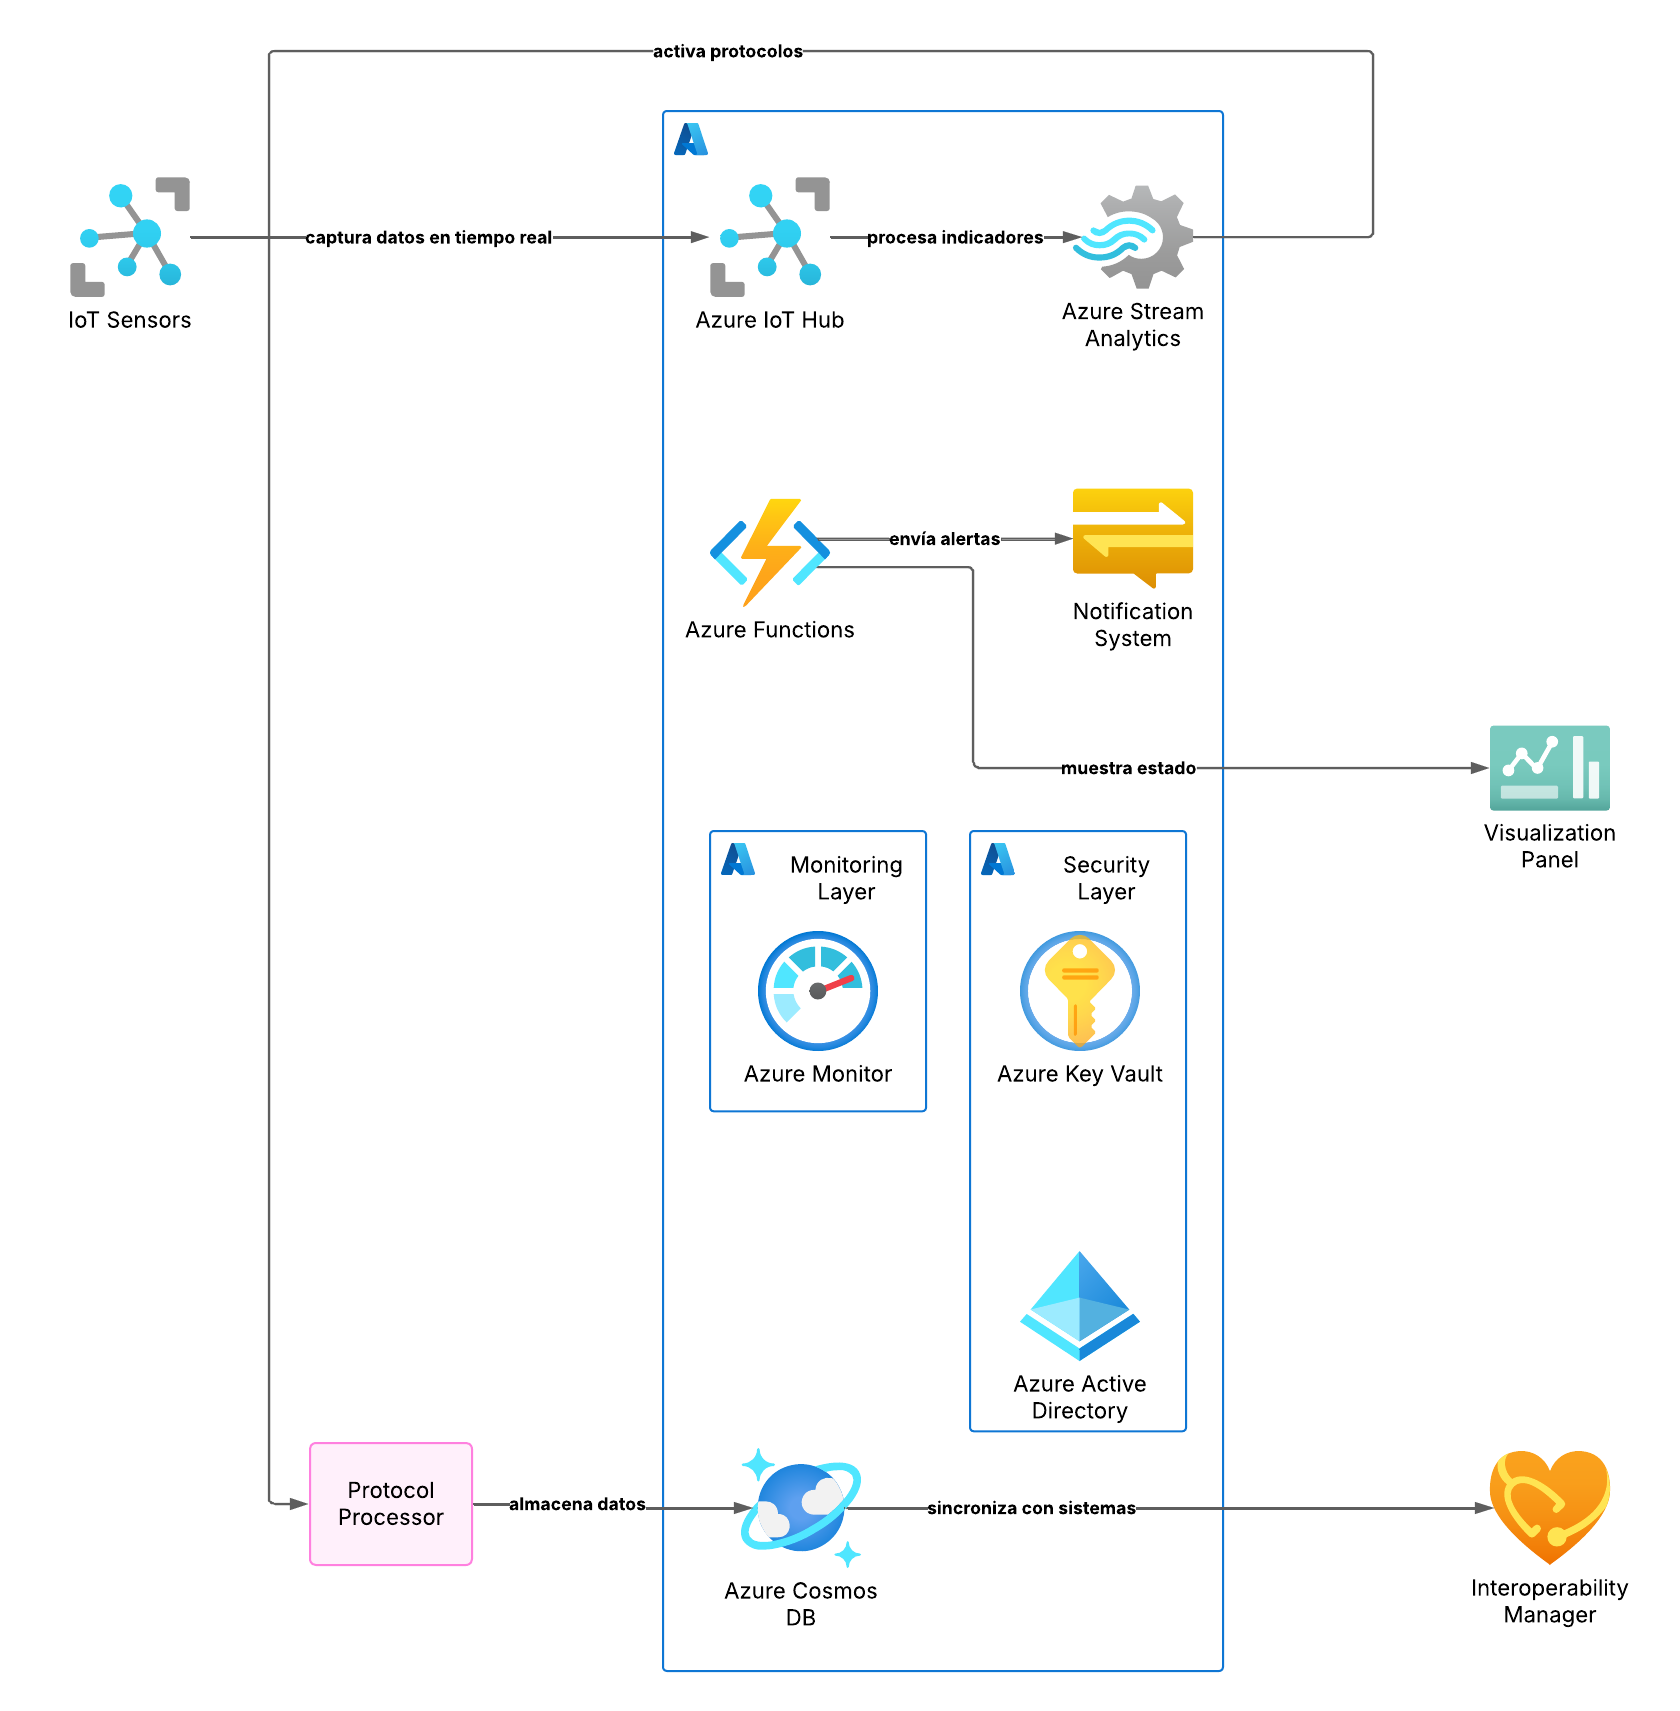 activa protocolos
captura datos en tiempo real
procesa indicadores
IoT Sensors
Azure IoT Hub
Azure Stream
Analytics
envía alertas
Azure Functions
Notification
System
muestra estado
Visualization
Panel
Monitoring
Layer
Security
Layer
Azure Monitor
Azure Key Vault
Azure Active
Directory
Protocol
Processor
almacena datos
sincroniza con sistemas
Azure Cosmos
DB
Interoperability
Manager